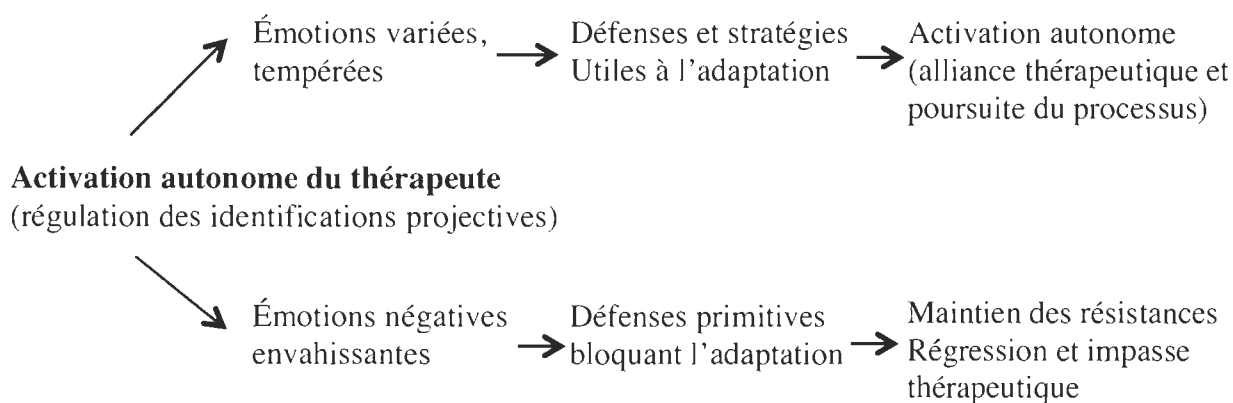 Émotions variées,
tempérées
Défenses et stratégies
Utiles à l'adaptation
Activation autonome
(alliance thérapeutique et
poursuite du processus)
Activation autonome du thérapeute
(régulation des identifications projectives)
Émotions négatives
envahissantes
Défenses primitives
bloquant l'adaptation
Maintien des résistances
Régression et impasse
thérapeutique